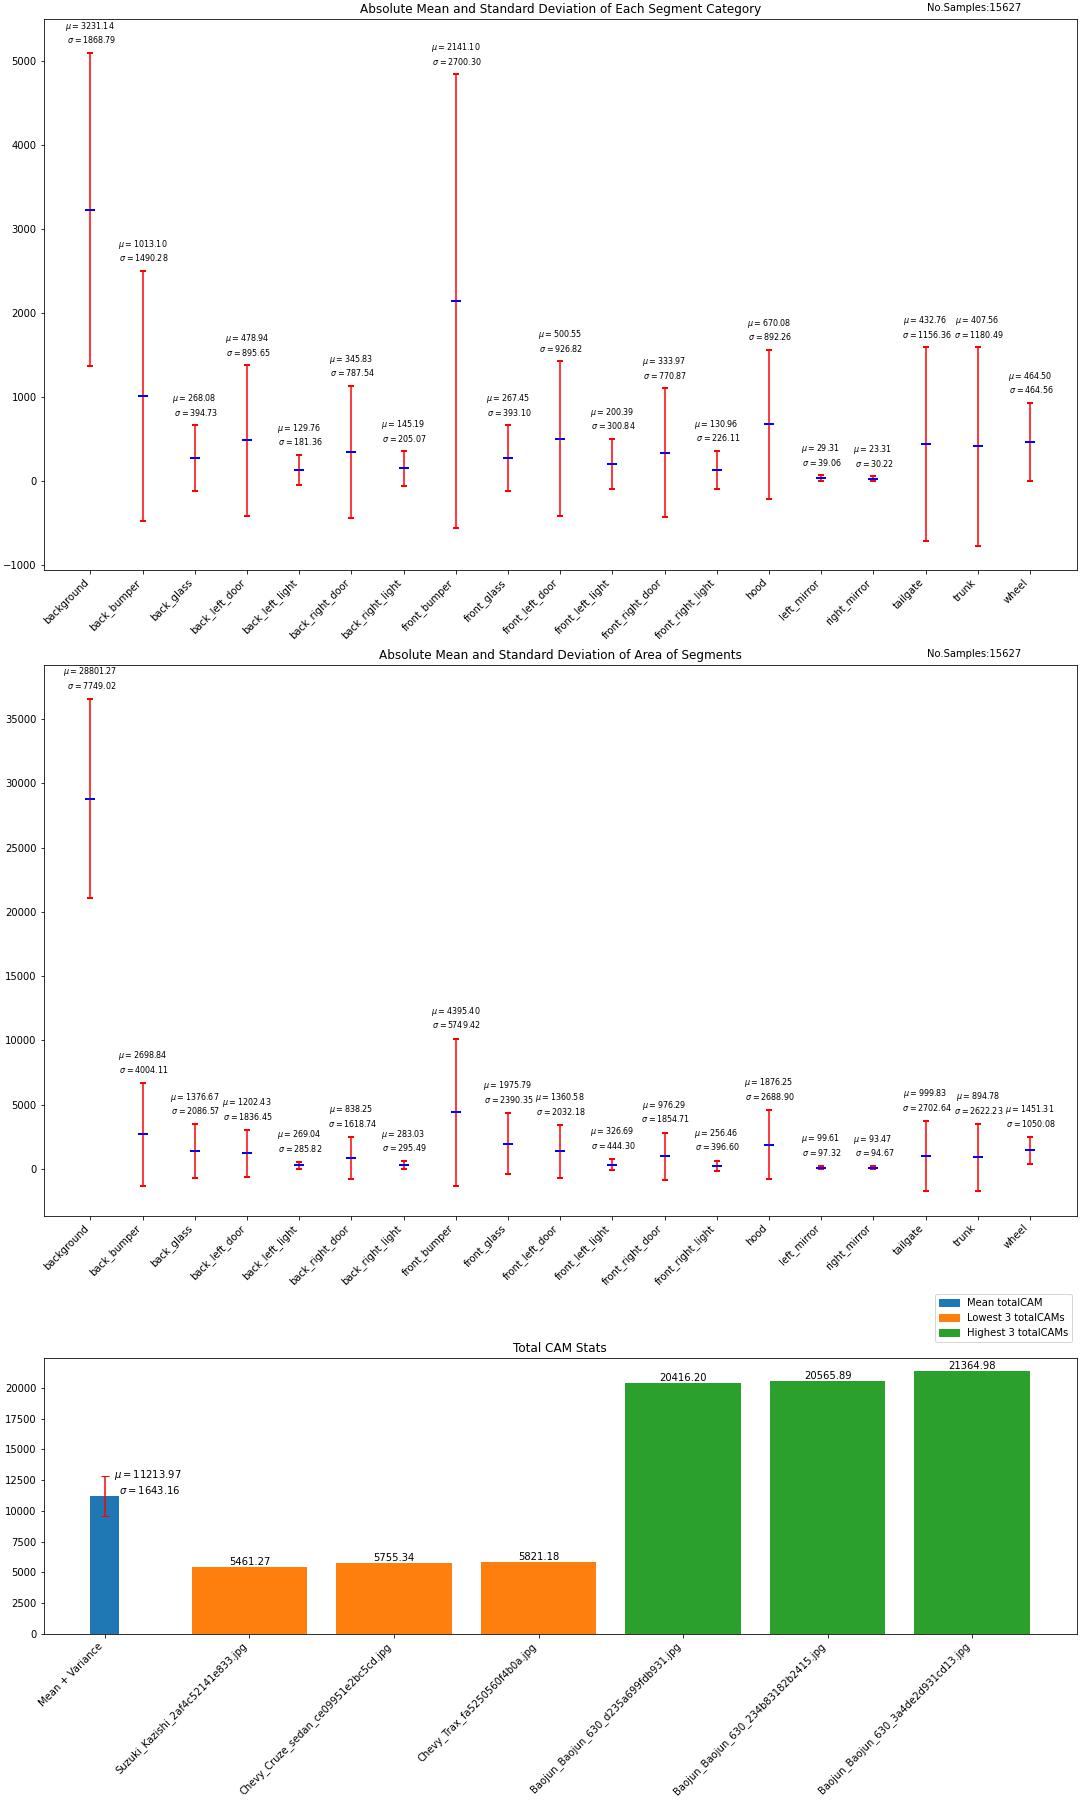 Absolute Mean and Standard Deviation of Each Segment Category
No.Samples:15627
μ = 3231.14
σ = 1868.79
μ = 1013.10
σ = 1490.28
μ = 268.08
σ = 394.73
μ = 478.94
σ = 895.65
μ = 129.76
σ = 181.36
μ = 345.83
σ = 787.54
μ = 145.19
σ = 205.07
μ = 2141.10
σ = 2700.30
μ = 267.45
σ = 393.10
μ = 500.55
σ = 926.82
μ = 200.39
σ = 300.84
μ = 333.97
σ = 770.87
μ = 130.96
σ = 226.11
μ = 670.08
σ = 892.26
μ = 29.31
σ = 39.06
μ = 23.31
σ = 30.22
μ = 432.76
σ = 1156.36
μ = 407.56
σ = 1180.49
μ = 464.50
σ = 464.56
5000
4000
3000
2000
1000
0
−1000
background
back_bumper
back_glass
back_left_door
back_left_light
back_right_door
back_right_light
front_bumper
front_glass
front_left_door
front_left_light
front_right_door
front_right_light
hood
left_mirror
right_mirror
tailgate
trunk
wheel
Absolute Mean and Standard Deviation of Area of Segments
No.Samples:15627
μ = 28801.27
σ = 7749.02
μ = 2698.84
σ = 4004.11
μ = 1376.67
σ = 2086.57
μ = 1202.43
σ = 1836.45
μ = 269.04
σ = 285.82
μ = 838.25
σ = 1618.74
μ = 283.03
σ = 295.49
μ = 4395.40
σ = 5749.42
μ = 1975.79
σ = 2390.35
μ = 1360.58
σ = 2032.18
μ = 326.69
σ = 444.30
μ = 976.29
σ = 1854.71
μ = 256.46
σ = 396.60
μ = 1876.25
σ = 2688.90
μ = 99.61
σ = 97.32
μ = 93.47
σ = 94.67
μ = 999.83
σ = 2702.64
μ = 894.78
σ = 2622.23
μ = 1451.31
σ = 1050.08
35000
30000
25000
20000
15000
10000
5000
0
background
back_bumper
back_glass
back_left_door
back_left_light
back_right_door
back_right_light
front_bumper
front_glass
front_left_door
front_left_light
front_right_door
front_right_light
hood
left_mirror
right_mirror
tailgate
trunk
wheel
Mean totalCAM
Lowest 3 totalCAMs
Highest 3 totalCAMs
Total CAM Stats
20000
17500
15000
12500
10000
7500
5000
2500
0
μ = 11213.97
σ = 1643.16
5461.27
5755.34
5821.18
20416.20
20565.89
21364.98
Mean + Variance
Suzuki_Kazishi_2af4c52141e833.jpg
Chevy_Cruze_sedan_ce09951e2bc5cd.jpg
Chevy_Trax_fa5250560f4b0a.jpg
Baojun_Baojun_630_d235a699fdb931.jpg
Baojun_Baojun_630_234b83182b2415.jpg
Baojun_Baojun_630_3a4de2d931cd13.jpg